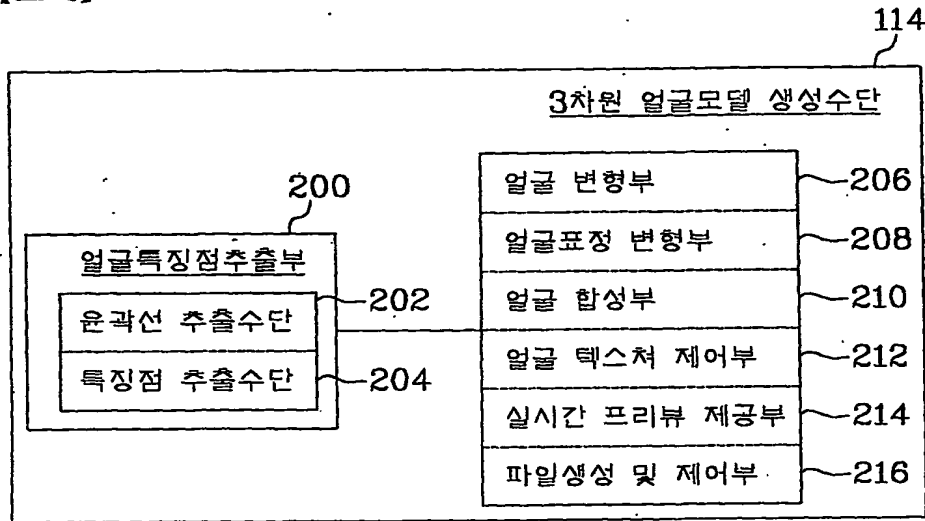 114
3차원 얼굴모델 생성수단
200
얼굴특징점추출부
윤곽선 추출수단
202
특징점 추출수단
204
얼굴 변형부
206
얼굴표정 변형부
208
얼굴 합성부
210
얼굴 텍스쳐 제어부
212
실시간 프리뷰 제공부
214
파일생성 및 제어부
216